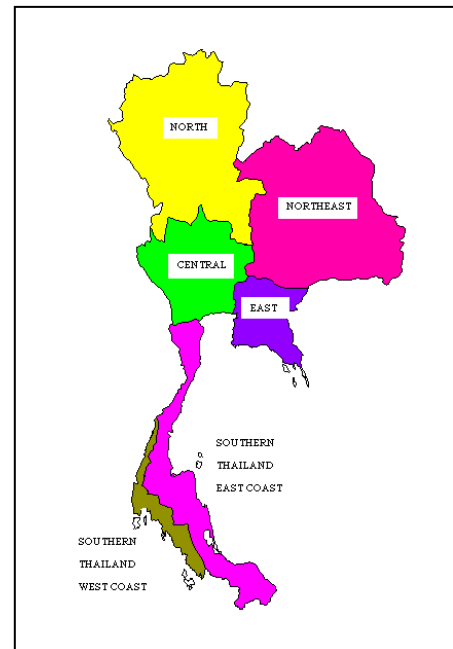 NORTH
NORTHEAST
CENTRAL
EAST
SOUTHERN
THAILAND
EAST COAST
SOUTHERN
THAILAND
WEST COAST